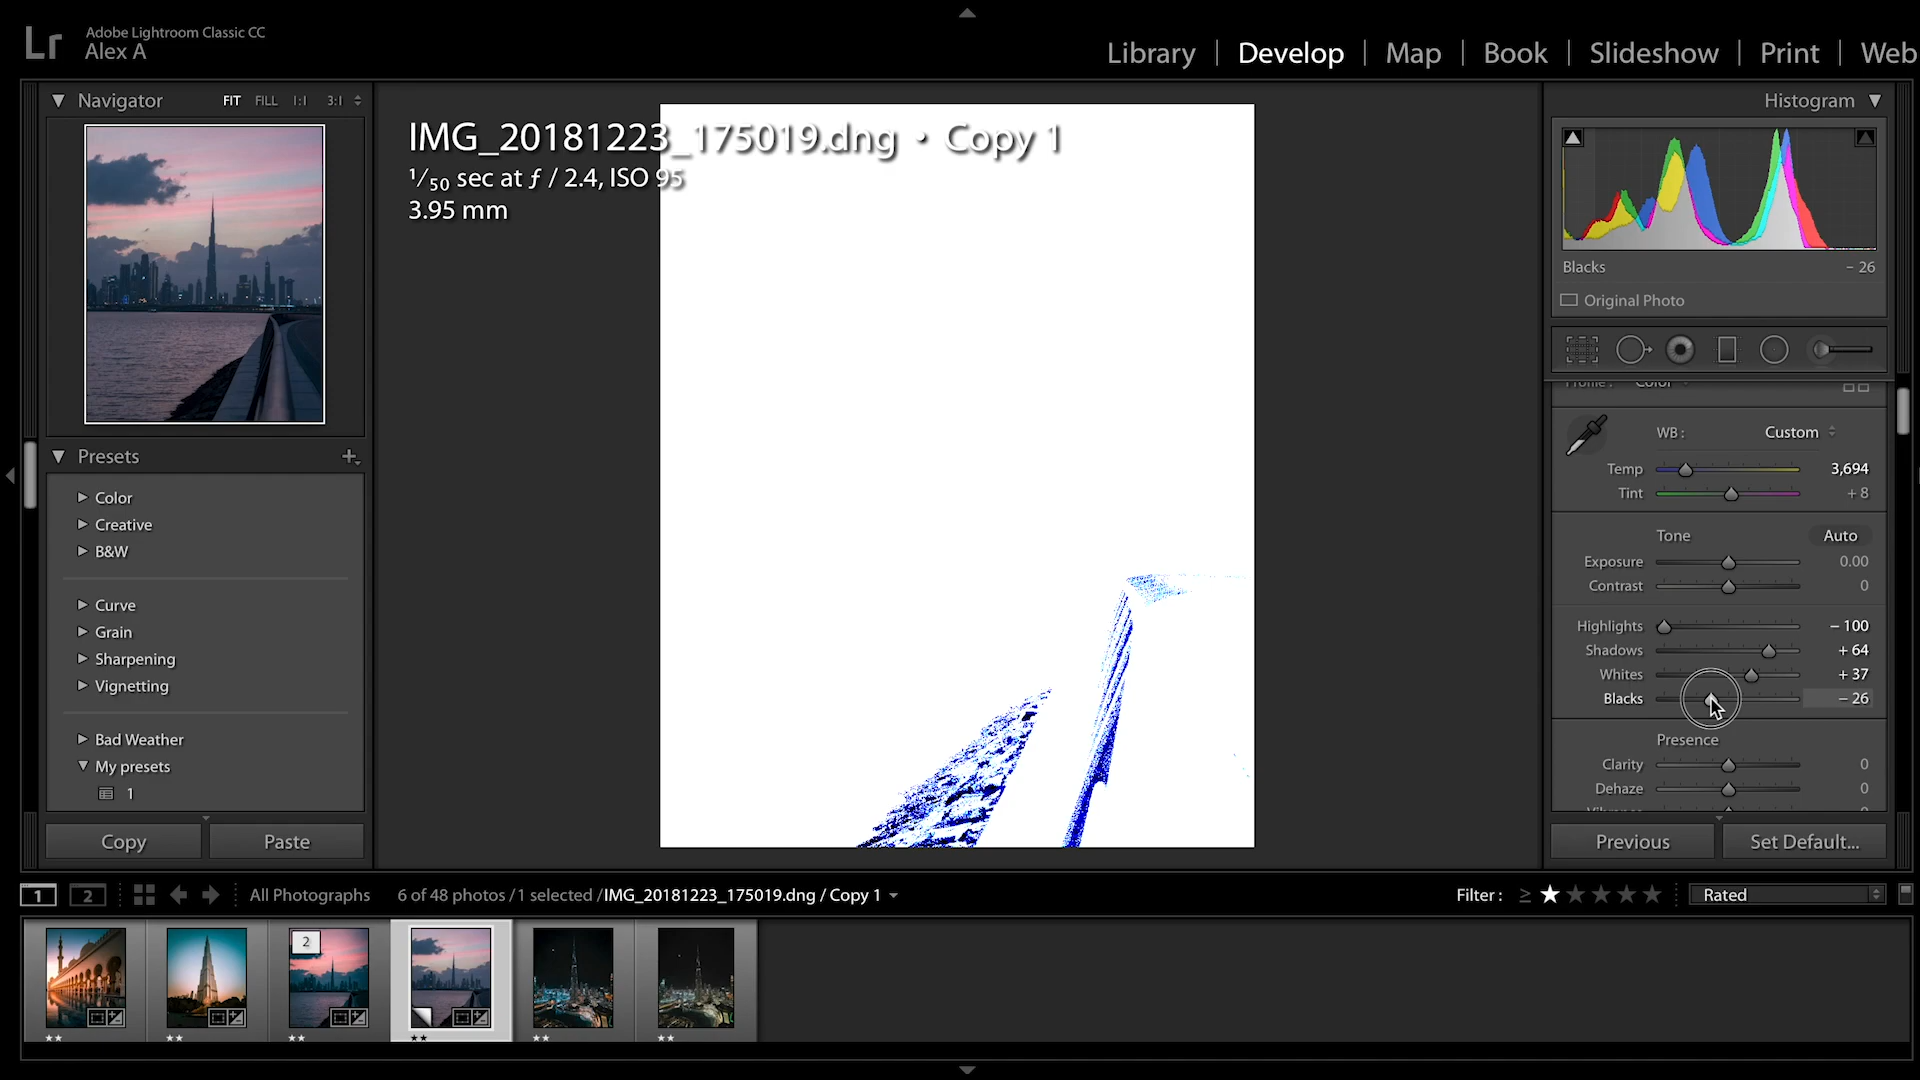 Lr
Adobe Lightroom Classic CC
Alex A
Library | Develop | Map | Book | Slideshow | Print | Web
Navigator FIT FILL 1:1 3:1
IMG_20181223_175019.dng • Copy 1
1/50 sec at ƒ / 2.4, ISO 95
3.95 mm
Presets
Color
Creative
B&W
Curve
Grain
Sharpening
Vignetting
Bad Weather
My presets
1
Copy Paste
Histogram
Blacks − 26
Original Photo
Profile : Color
WB : Custom
Temp 3,694
Tint + 8
Tone Auto
Exposure 0.00
Contrast 0
Highlights − 100
Shadows + 64
Whites + 37
Blacks − 26
Presence
Clarity 0
Dehaze 0
Vibrance 0
Previous Set Default...
1 2 All Photographs 6 of 48 photos / 1 selected / IMG_20181223_175019.dng / Copy 1 Filter : ≥ ★★★★★ Rated
2